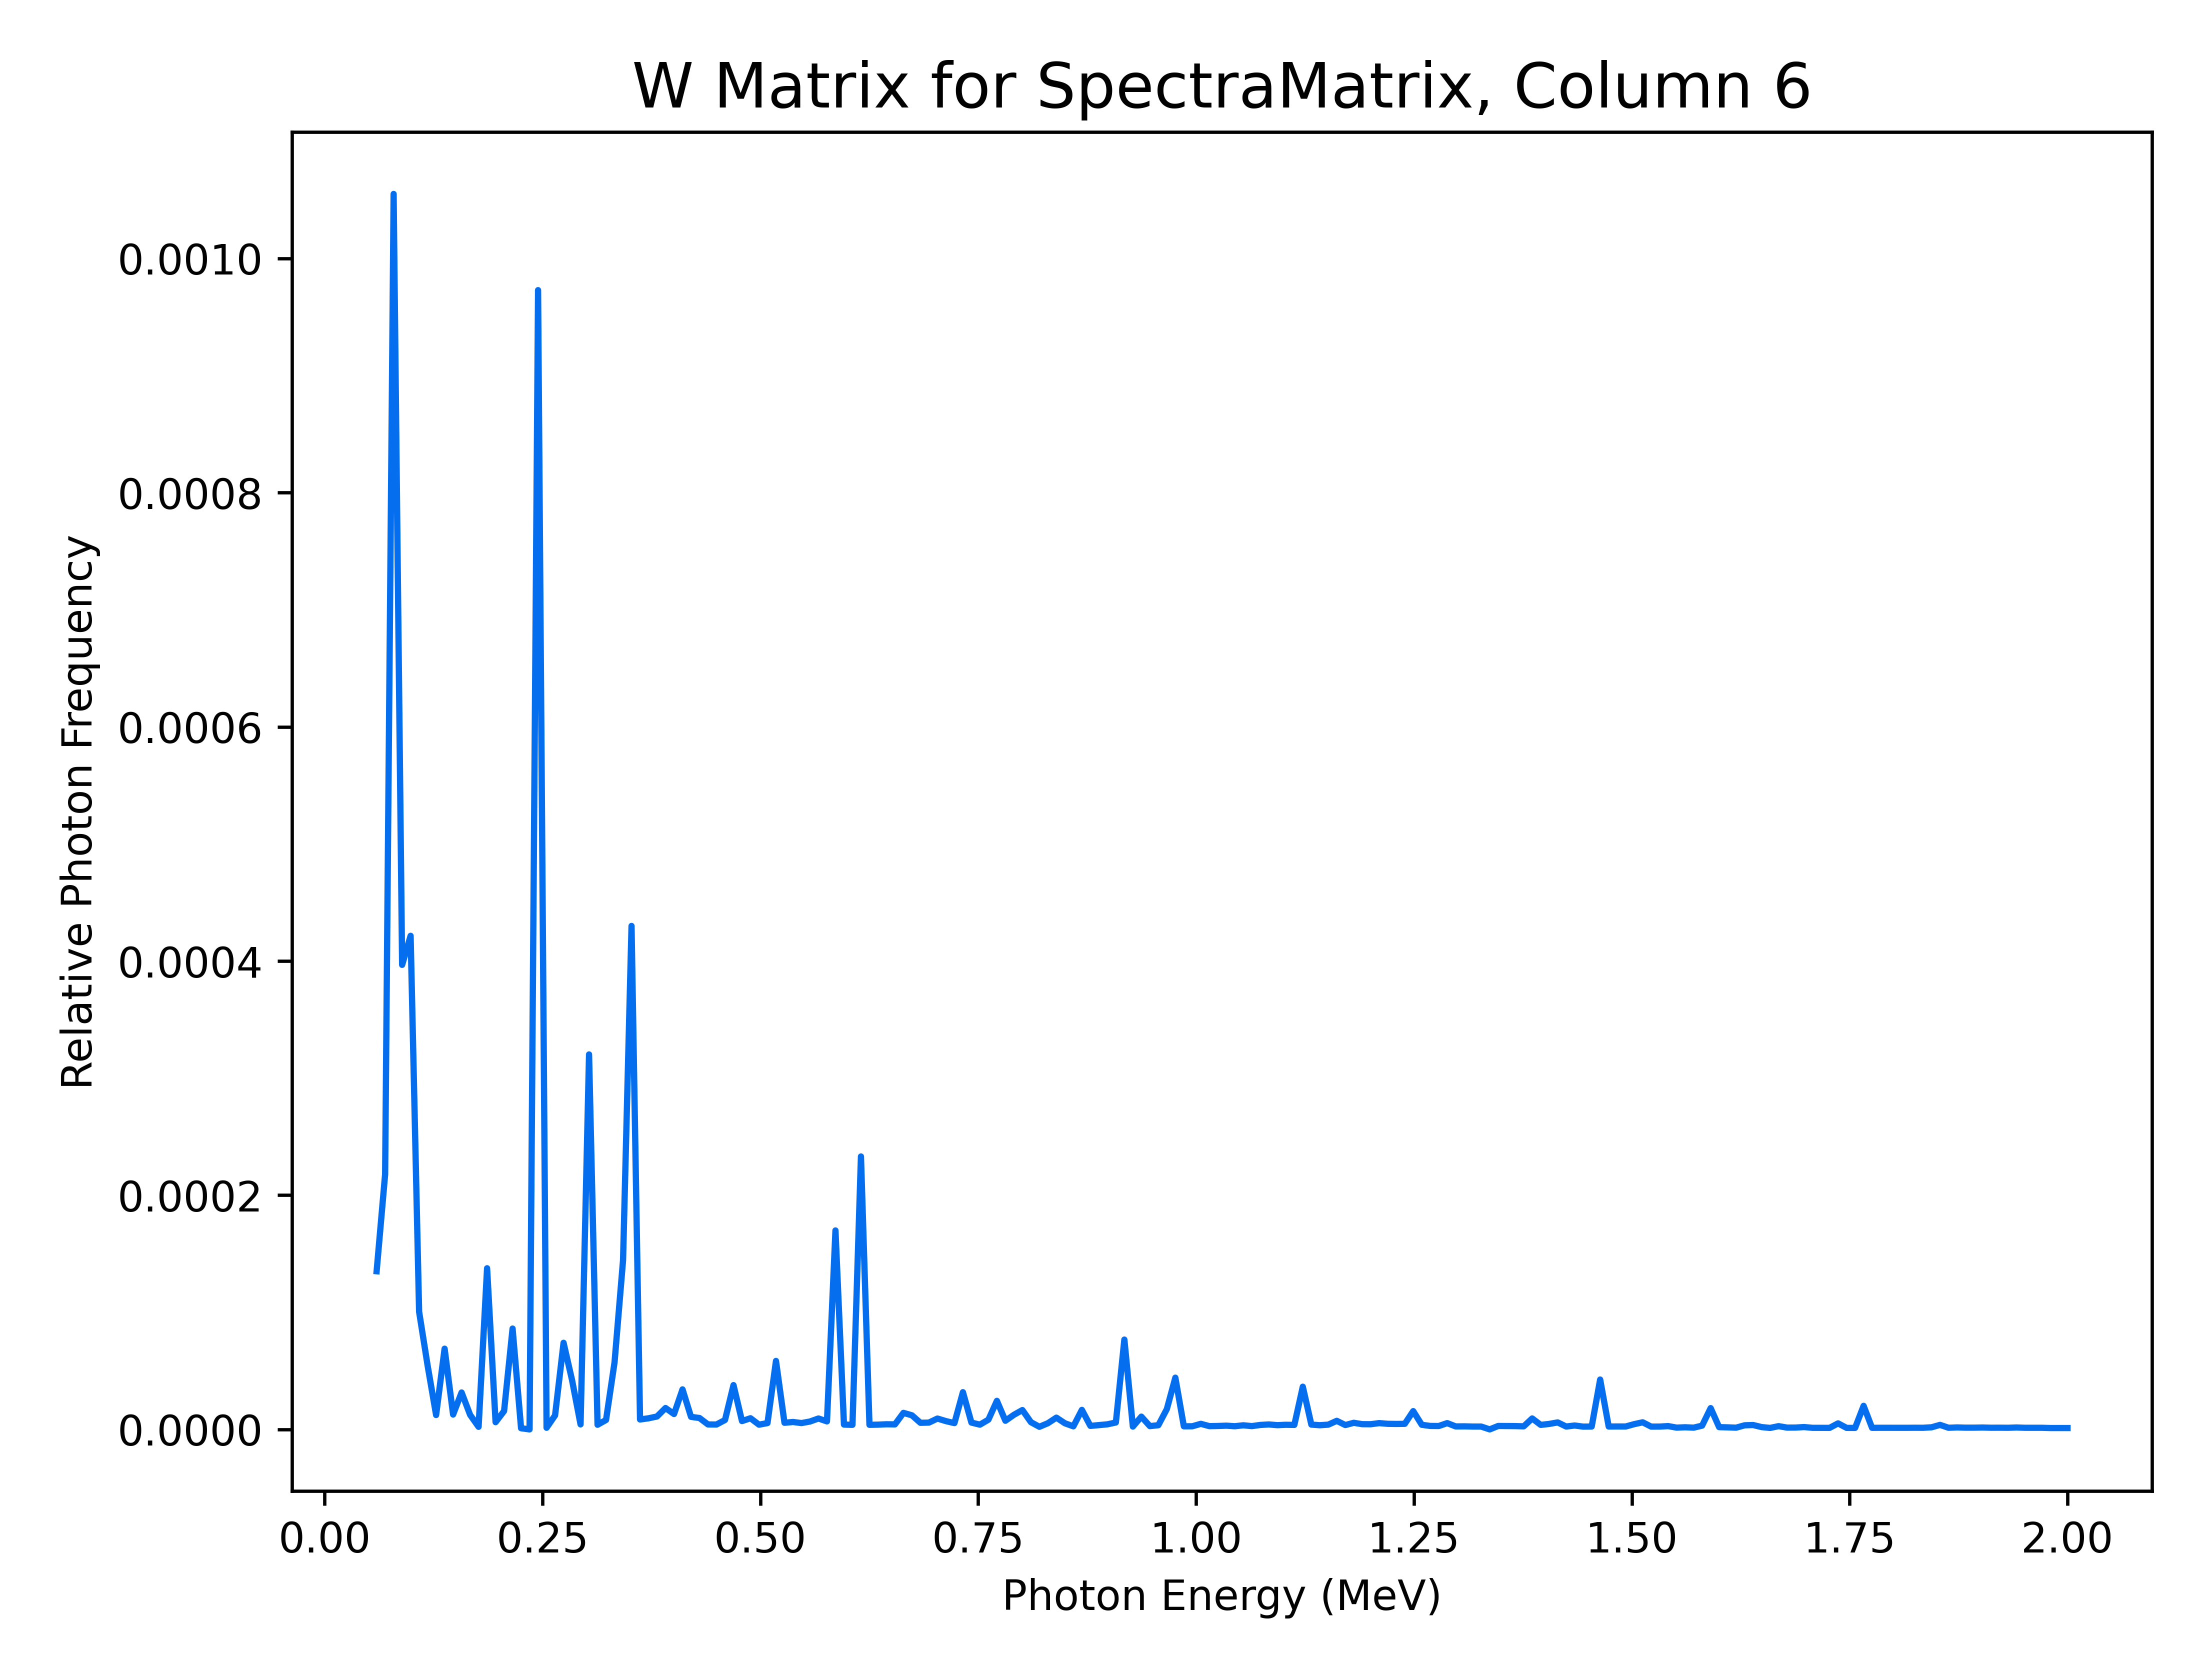 W Matrix for SpectraMatrix, Column 6
Relative Photon Frequency
0.0010
0.0008
0.0006
0.0004
0.0002
0.0000
0.00 0.25 0.50 0.75 1.00 1.25 1.50 1.75 2.00
Photon Energy (MeV)